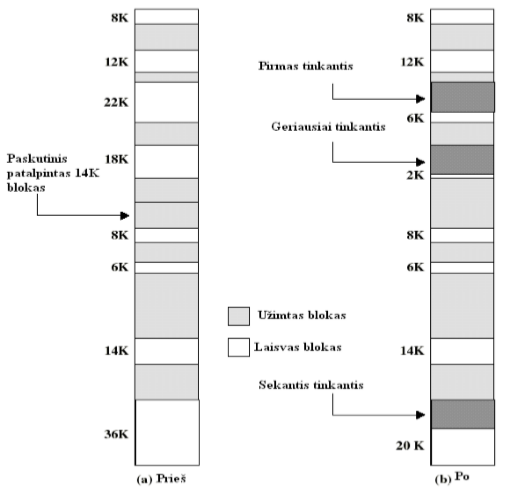 8K
12K
22K
18K
Paskutinis
patalpintas 14K
blokas
8K
6K
14K
36K
(a) Prieš
Užimtas blokas
Laisvas blokas
8K
12K
Pirmas tinkantis
6K
Geriausiai tinkantis
2K
8K
6K
14K
Sekantis tinkantis
20 K
(b) Po